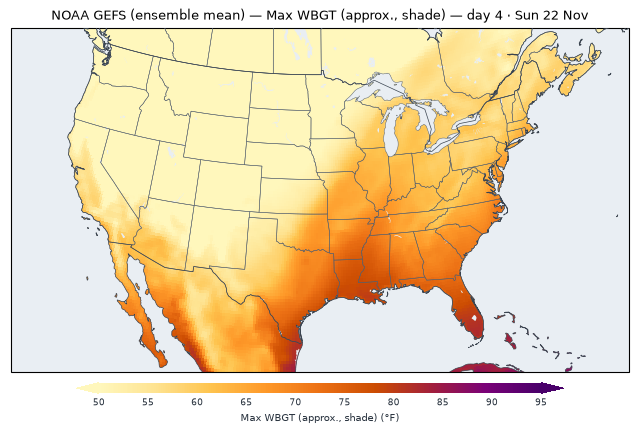 NOAA GEFS (ensemble mean) — Max WBGT (approx., shade) — day 4 · Sun 22 Nov
50 55 60 65 70 75 80 85 90 95
Max WBGT (approx., shade) (°F)